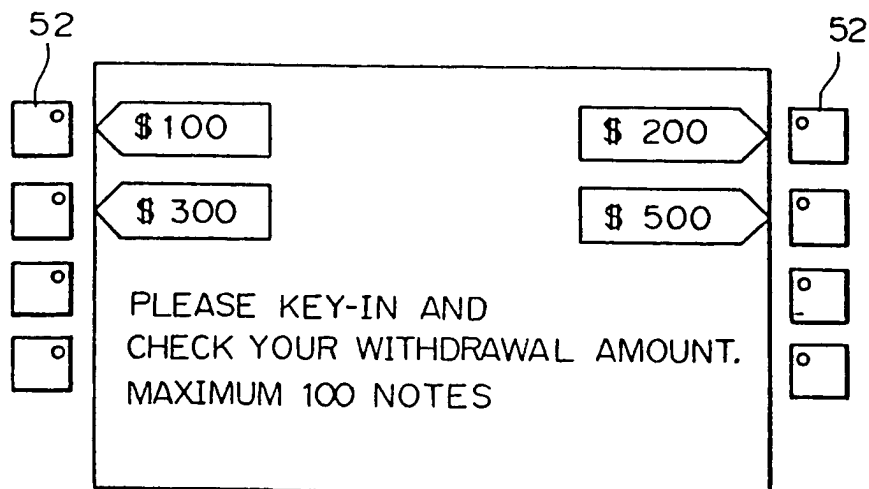 52 52
$100 $ 200
$ 300 $ 500
PLEASE KEY-IN AND
CHECK YOUR WITHDRAWAL AMOUNT.
MAXIMUM 100 NOTES